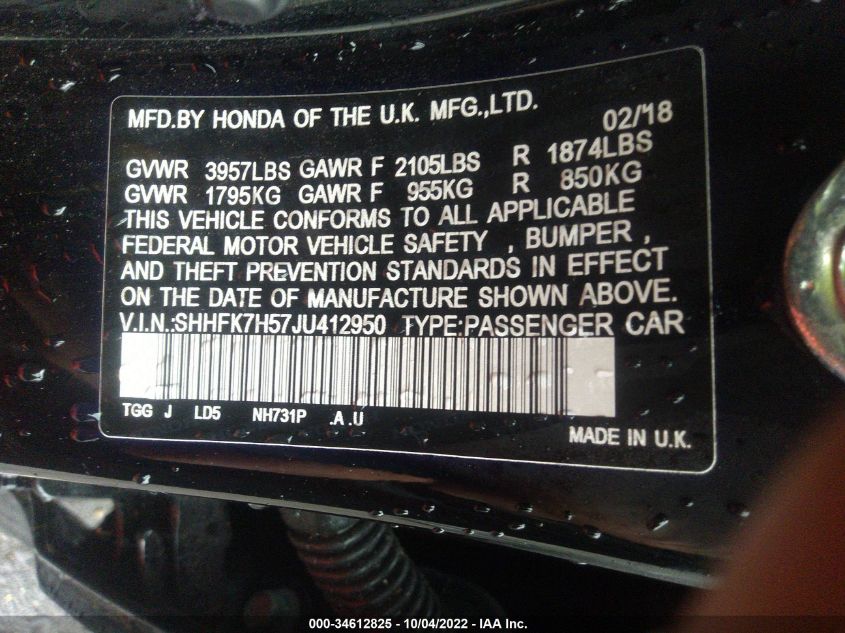 MFD.BY HONDA OF THE U.K. MFG.,LTD. 02/18
GVWR 3957LBS GAWR F 2105LBS R 1874LBS
GVWR 1795KG GAWR F 955KG R 850KG
THIS VEHICLE CONFORMS TO ALL APPLICABLE
FEDERAL MOTOR VEHICLE SAFETY , BUMPER ,
AND THEFT PREVENTION STANDARDS IN EFFECT
ON THE DATE OF MANUFACTURE SHOWN ABOVE.
V.I.N.:SHHFK7H57JU412950 TYPE:PASSENGER CAR
TGG J LD5 NH731P .A .U
MADE IN U.K.
000-34612825 - 10/04/2022 - IAA Inc.